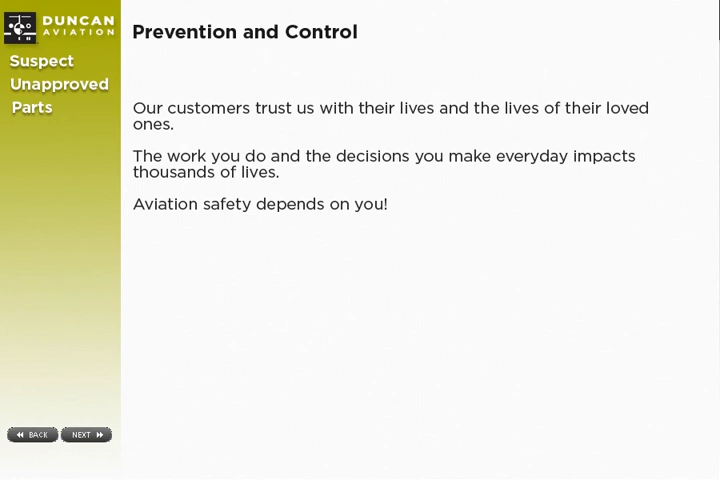 DUNCAN
AVIATION
Suspect
Unapproved
Parts
Prevention and Control
Our customers trust us with their lives and the lives of their loved
ones.
The work you do and the decisions you make everyday impacts
thousands of lives.
Aviation safety depends on you!
BACK
NEXT